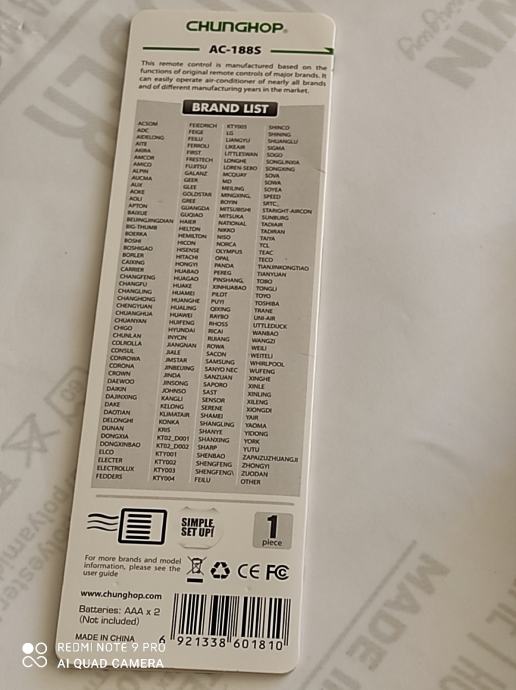 CHUNGHOP®
AC-188S
This remote control is manufactured based on the
functions of original remote controls of major brands. It
can easily operate air-conditioner of nearly all brands
and of different manufacturing years in the market.
BRAND LIST
ACSOM
ADC
AIDELONG
AITE
AKIRA
AMCOR
AMICO
ALPIN
AUCMA
AUX
AOKE
AOLI
APTON
BAIXUE
BEIJINGJINGDIAN
BIG-THUMB
BOERKA
BOSHI
BOSHIGAO
BORLER
CAIXING
CARRIER
CHANGFENG
CHANGFU
CHANGLING
CHANGHONG
CHENGYUAN
CHUANGHUA
CHUANYAN
CHIGO
CHUNLAN
COLROLLA
CONSUL
CONROWA
CORONA
CROWN
DAEWOO
DAIKIN
DAJINXING
DAKE
DAOTIAN
DELONGHI
DUNAN
DONGXIA
DONGXINBAO
ELCO
ELECTER
ELECTROLUX
FEDDERS
FEIEDRICH
FEIGE
FEILU
FERROLI
FIRST
FRESTECH
FUJITSU
GALANZ
GEER
GLEE
GOLDSTAR
GREE
GUANGDA
GUQIAO
HAIER
HELTON
HEMILTON
HICON
HISENSE
HITACHI
HONGYI
HUABAO
HUAGAO
HUAKE
HUAMEI
HUANGHE
HUALING
HUAWEI
HUIFENG
HYUNDAI
INYCIN
JIANGNAN
JIALE
JMSTAR
JINBEIJING
JINDA
JINSONG
JOHNSO
KANGLI
KELONG
KLIMATAIR
KONKA
KRIS
KT02_D001
KT02_D002
KTY001
KTY002
KTY003
KTY004
KTY005
LG
LIANGYU
LIKEAIR
LITTLESWAN
LONGHE
LOREN-SEBO
MCQUAY
MD
MEILING
MINGXING,
BOYIN
MITSUBISHI
MITSUKA
NATIONAL
NIKKO
NISO
NORCA
OLYMPUS
OPAL
PANDA
PEREG
PINSHANG,
XINHUABAO
PILOT
PUYI
QIXING
RAYBO
RHOSS
RICAI
RUJIANG
ROWA
SACON
SAMSUNG
SANYO NEC
SANZUAN
SAPORO
SAST
SENSOR
SERENE
SHAMEI
SHANGLING
SHANYE
SHANXING
SHARP
SHENBAO
SHENGFENG
SHENGFENG\
FEILU
SHINCO
SHINING
SHUANGLU
SIGMA
SOGO
SONGLINXIA
SONGXING
SOVA
SOWA
SOYEA
SPEED
SRTC,
STARIGHT-AIRCON
SUNBURG
TADIAIR
TADIRAN
TAIYA
TCL
TEAC
TECO
TIANJINKONGTIAO
TIANYUAN
TOBO
TONGLI
TOYO
TOSHIBA
TRANE
UNI-AIR
UTTLEDUCK
WANBAO
WANGZI
WEILI
WEITELI
WHIRLPOOL
WUFENG
XINGHE
XINLE
XINLING
XILENG
XIONGDI
YAIR
YAOMA
YIDONG
YORK
YUTU
ZAPAIZUZHUANGJI
ZHONGYI
ZUODAN
OTHER
SIMPLE
SET UP!
1
piece
For more brands and model
information, please see the
user guide
CE FC
www.chunghop.com
Batteries: AAA x 2
(Not included)
MADE IN CHINA
6 921338 601810
REDMI NOTE 9 PRO
AI QUAD CAMERA
MADE IN